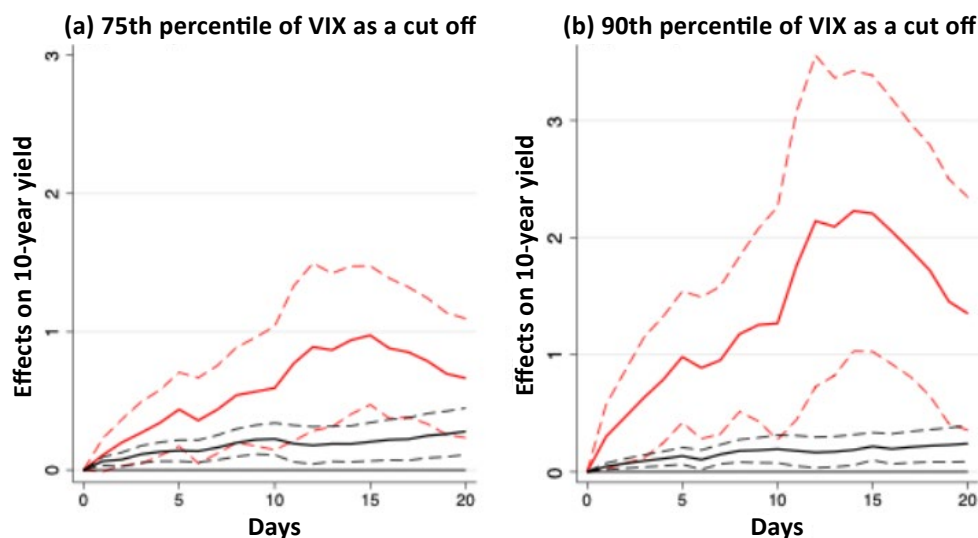 (a) 75th percentile of VIX as a cut off
(b) 90th percentile of VIX as a cut off
Effects on 10-year yield
3
2
1
0
0 5 10 15 20
Days
Effects on 10-year yield
3
2
1
0
0 5 10 15 20
Days